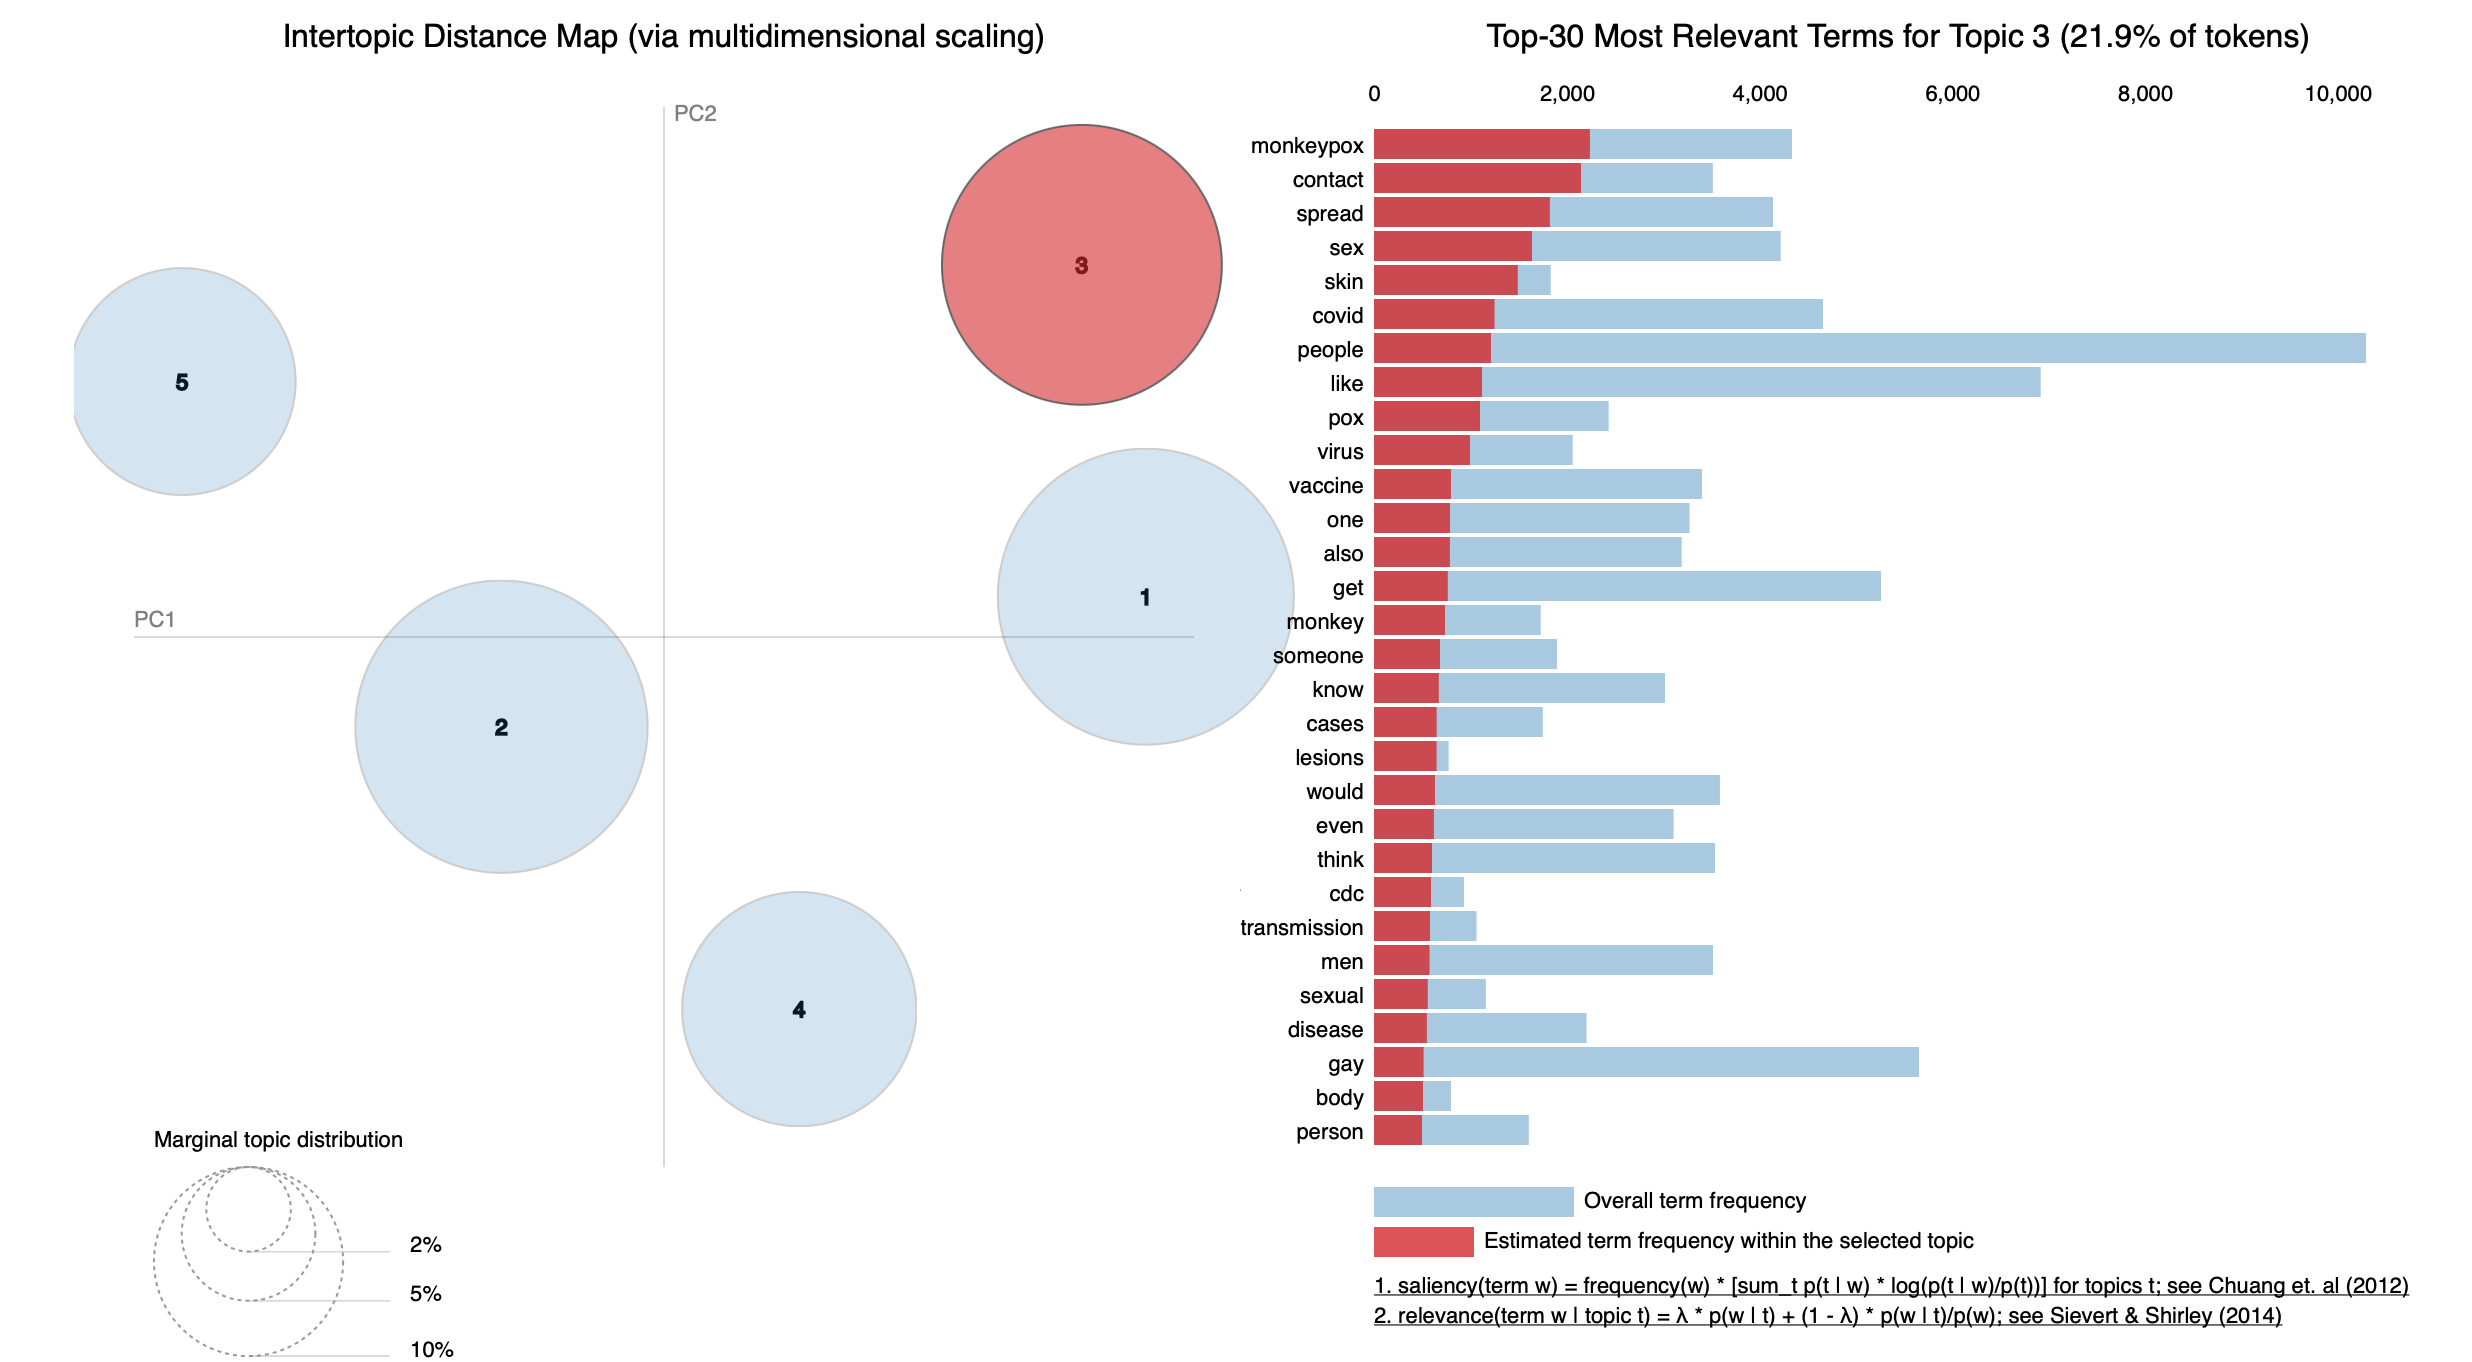 Intertopic Distance Map (via multidimensional scaling)
PC2
3
5
1
PC1
2
4
Marginal topic distribution
2%
5%
10%
Top-30 Most Relevant Terms for Topic 3 (21.9% of tokens)
0 2,000 4,000 6,000 8,000 10,000
monkeypox
contact
spread
sex
skin
covid
people
like
pox
virus
vaccine
one
also
get
monkey
someone
know
cases
lesions
would
even
think
cdc
transmission
men
sexual
disease
gay
body
person
Overall term frequency
Estimated term frequency within the selected topic
1. saliency(term w) = frequency(w) * [sum_t p(t | w) * log(p(t | w)/p(t))] for topics t; see Chuang et. al (2012)
2. relevance(term w | topic t) = λ * p(w | t) + (1 - λ) * p(w | t)/p(w); see Sievert & Shirley (2014)